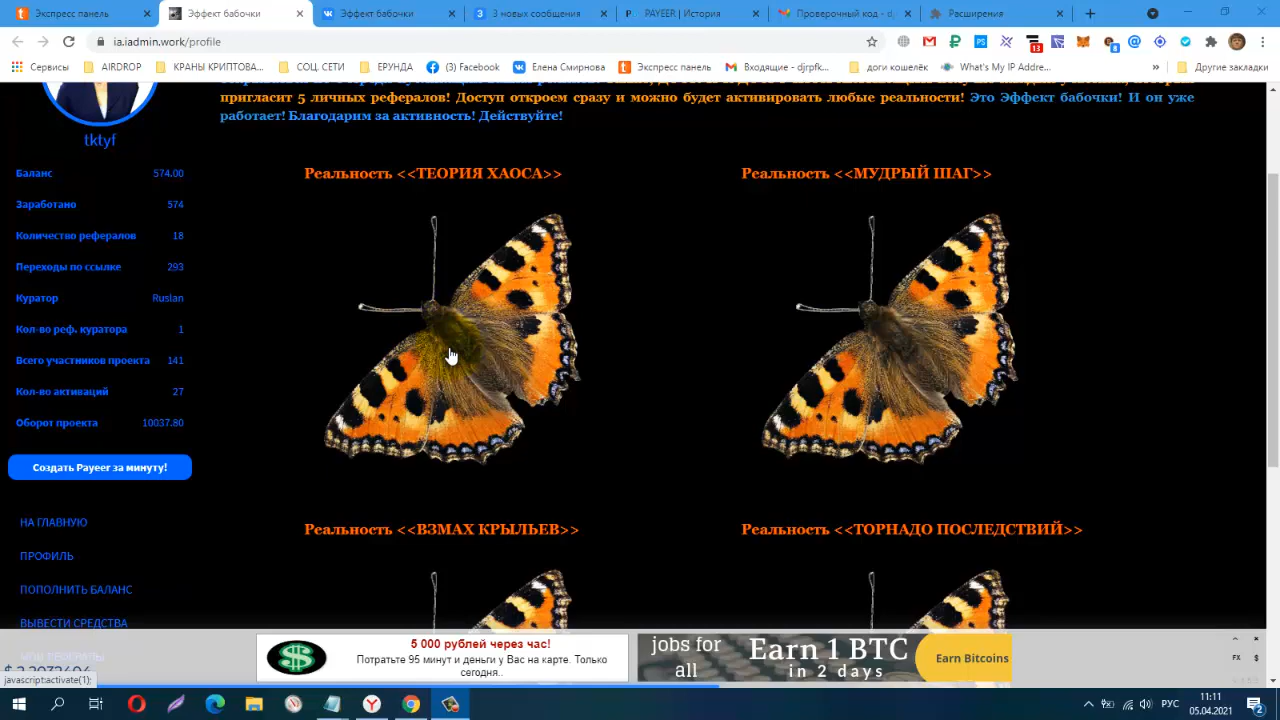 Экспресс панель
Эффект бабочки
Эффект бабочки
3 новых сообщения
PAYEER | История
Проверочный код - d
Расширения
ia.iadmin.work/profile
13
8
Сервисы
AIRDROP
КРАНЫ КРИПТОВА...
СОЦ. СЕТИ
ЕРУНДА
(3) Facebook
Елена Смирнова
Экспресс панель
Входящие - djrpfk...
доги кошелёк
What's My IP Addre...
»
Другие закладки
пригласит 5 личных рефералов! Доступ откроем сразу и можно будет активировать любые реальности! Это Эффект бабочки! И он уже
работает! Благодарим за активность! Действуйте!
tktyf
Баланс 574.00
Заработано 574
Количество рефералов 18
Переходы по ссылке 293
Куратор Ruslan
Кол-во реф. куратора 1
Всего участников проекта 141
Кол-во активаций 27
Оборот проекта 10037.80
Создать Payeer за минуту!
НА ГЛАВНУЮ
ПРОФИЛЬ
ПОПОЛНИТЬ БАЛАНС
ВЫВЕСТИ СРЕДСТВА
Реальность <<ТЕОРИЯ ХАОСА>>
Реальность <<МУДРЫЙ ШАГ>>
Реальность <<ВЗМАХ КРЫЛЬЕВ>>
Реальность <<ТОРНАДО ПОСЛЕДСТВИЙ>>
5 000 рублей через час!
Потратьте 95 минут и деньги у Вас на карте. Только
сегодня..
jobs for
all
Earn 1 BTC
in 2 days
Earn Bitcoins
FX
$
javascript:activate(1);
РУС
11:11
05.04.2021
2